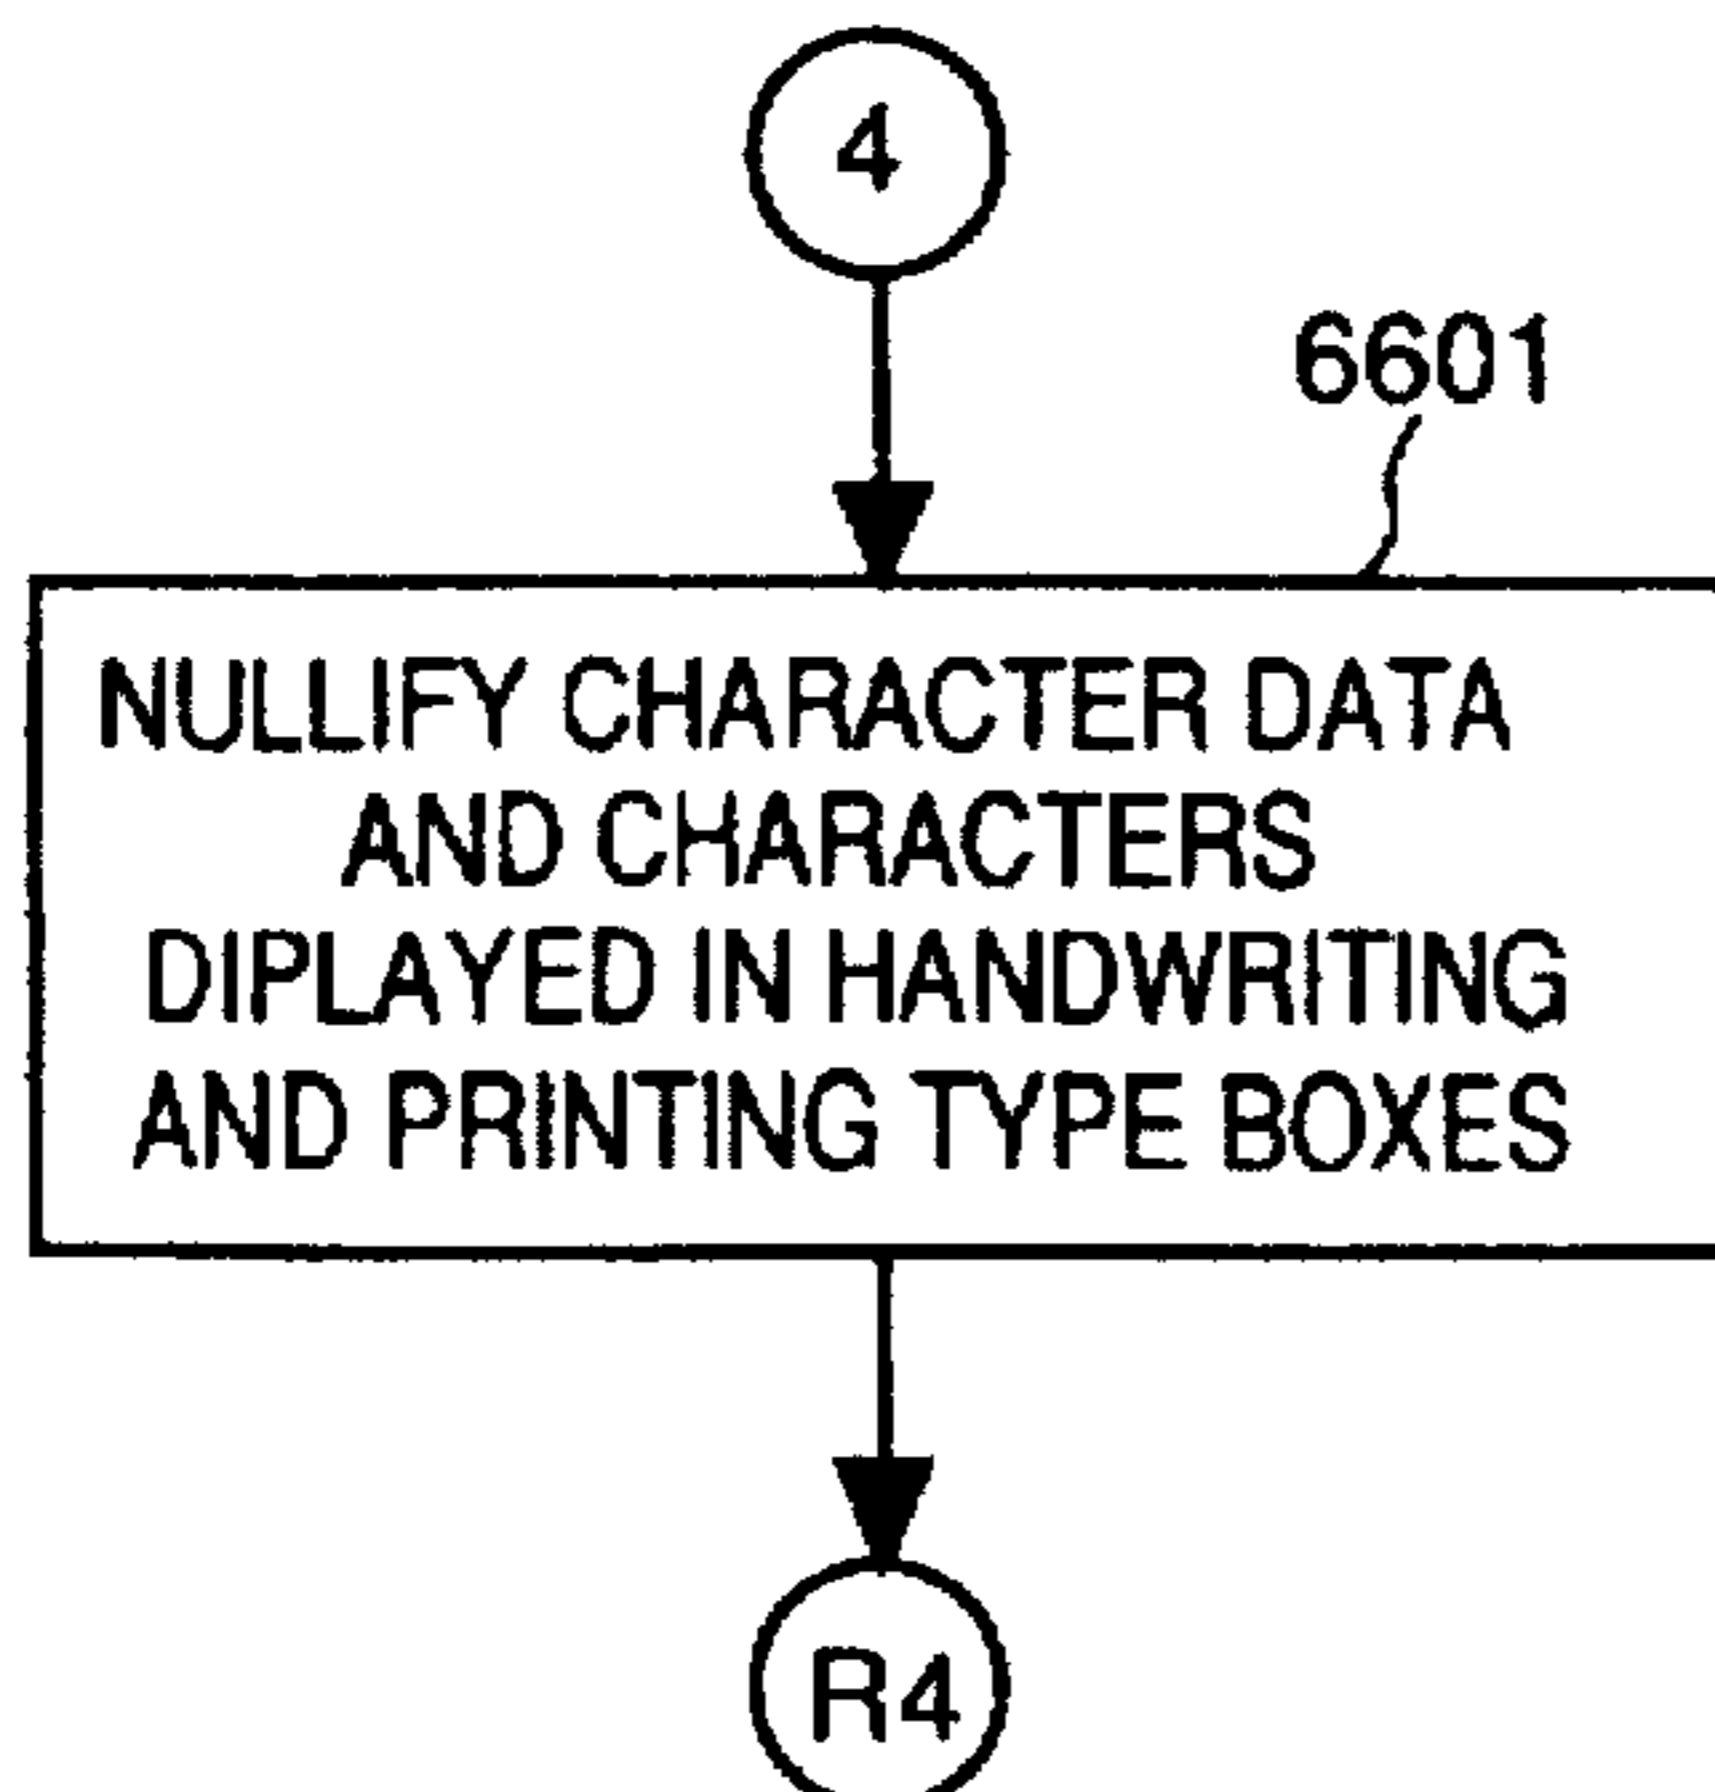 4
6601
NULLIFY CHARACTER DATA
AND CHARACTERS
DIPLAYED IN HANDWRITING
AND PRINTING TYPE BOXES
R4